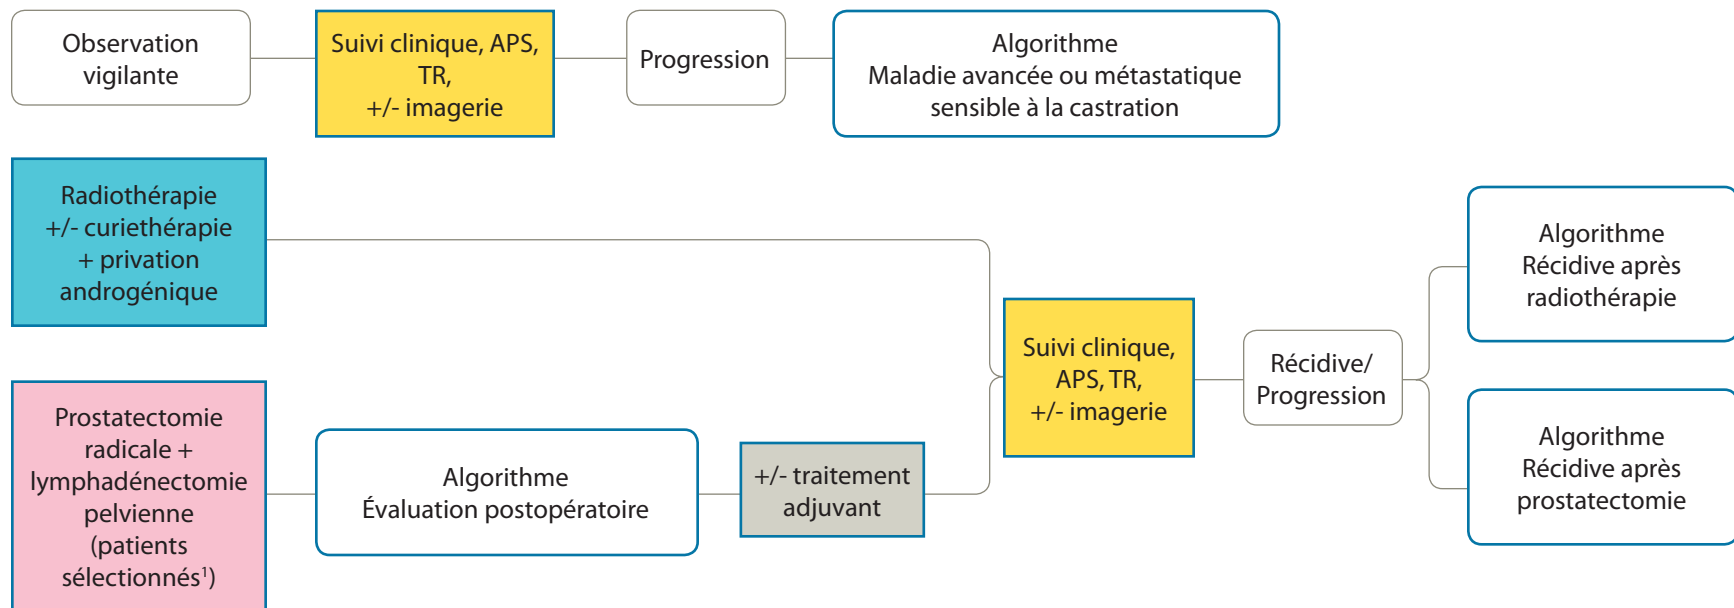 Observation
vigilante
Suivi clinique, APS,
TR,
+/- imagerie
Progression
Algorithme
Maladie avancée ou métastatique
sensible à la castration
Radiothérapie
+/- curiethérapie
+ privation
androgénique
Prostatectomie
radicale +
lymphadénectomie
pelvienne
(patients
sélectionnés¹)
Algorithme
Évaluation postopératoire
+/- traitement
adjuvant
Suivi clinique,
APS, TR,
+/- imagerie
Récidive/
Progression
Algorithme
Récidive après
radiothérapie
Algorithme
Récidive après
prostatectomie